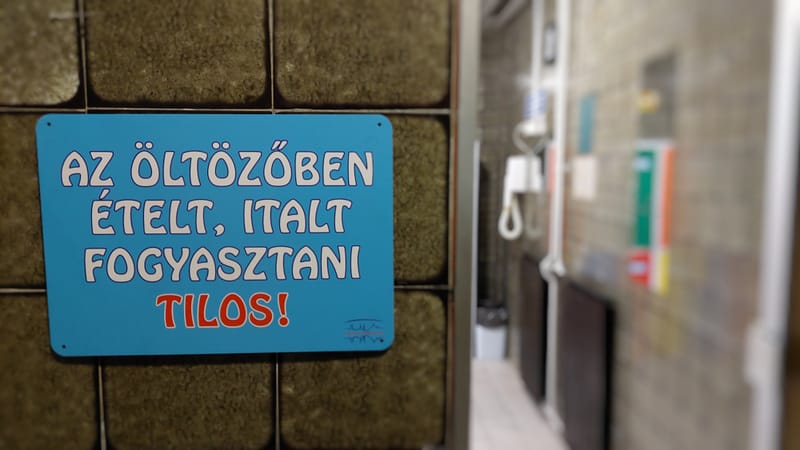 AZ ÖLTÖZŐBEN
ÉTELT, ITALT
FOGYASZTANI
TILOS!